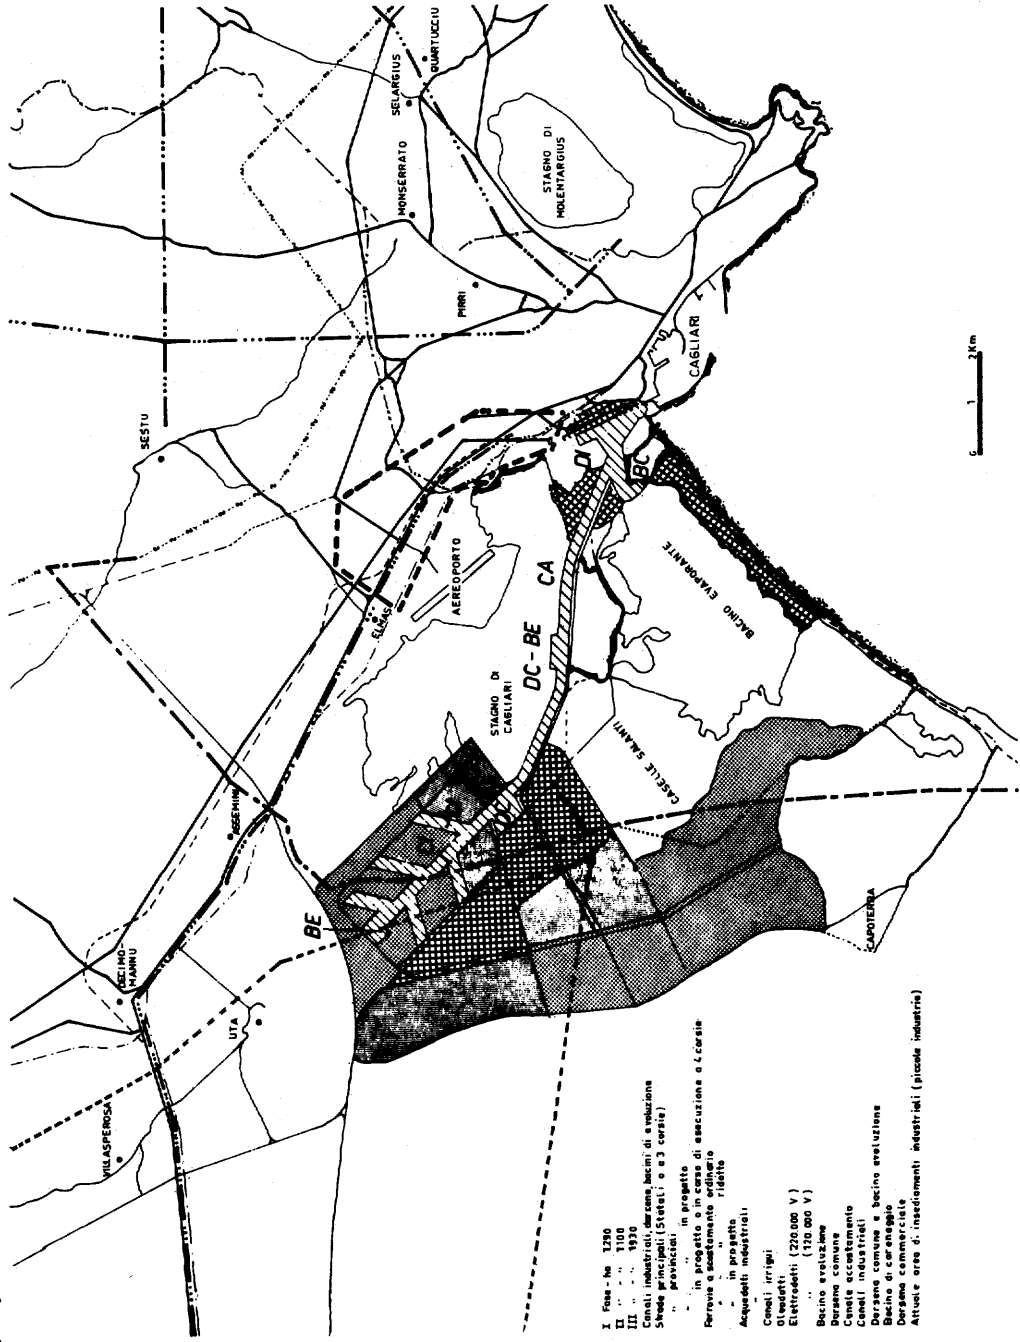 VILLASPEROSA
UTA
DECIMO-
MANNU
ASSEMINI
SESTU
ELMAS
AEREOPORTO
STAGNO DI
CAGLIARI
PIRRI
MONSERRATO
SELARGIUS
QUARTUCCIU
STAGNO DI
MOLENTARGIUS
CAGLIARI
BE
DC-BE
CA
DI
BC
BACINO EVAPORANTE
CASELLE SALANTI
CAPOTERRA
1 2 Km
I Fase - ha 1290
II " - " 1100
III " - " 1930
Canali industriali, darsene, bacini di evoluzione
Strade principali (Statali o a 3 corsie)
" provinciali
" " in progetto
" in progetto o in corso di esecuzione a 4 corsie
Ferrovie a scartamento ordinario
" " ridotto
" in progetto
Acquedotti industriali
Canali irrigui
Oleodotti
Elettrodotti (220.000 V)
" (120.000 V)
Bacino evoluzione
Darsena comune
Canale accostamento
Canali industriali
Darsena comune e bacino evoluzione
Bacino di carenaggio
Darsena commerciale
Attuale area di insediamenti industriali (piccole industrie)